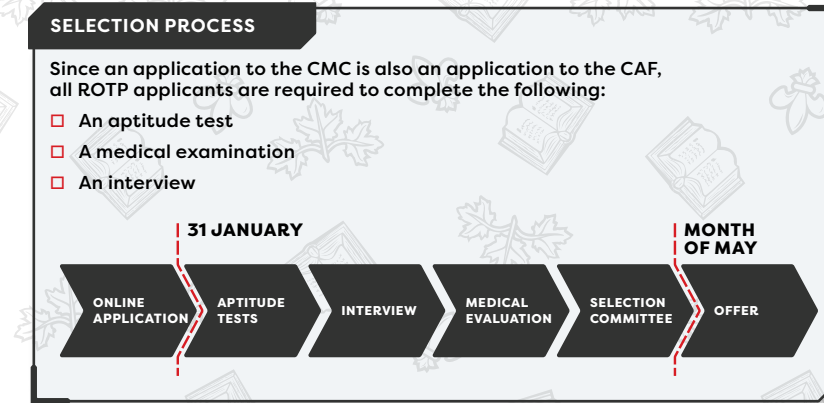 SELECTION PROCESS
Since an application to the CMC is also an application to the CAF,
all ROTP applicants are required to complete the following:
An aptitude test
A medical examination
An interview
31 JANUARY
MONTH
OF MAY
ONLINE
APPLICATION
APTITUDE
TESTS
INTERVIEW
MEDICAL
EVALUATION
SELECTION
COMMITTEE
OFFER